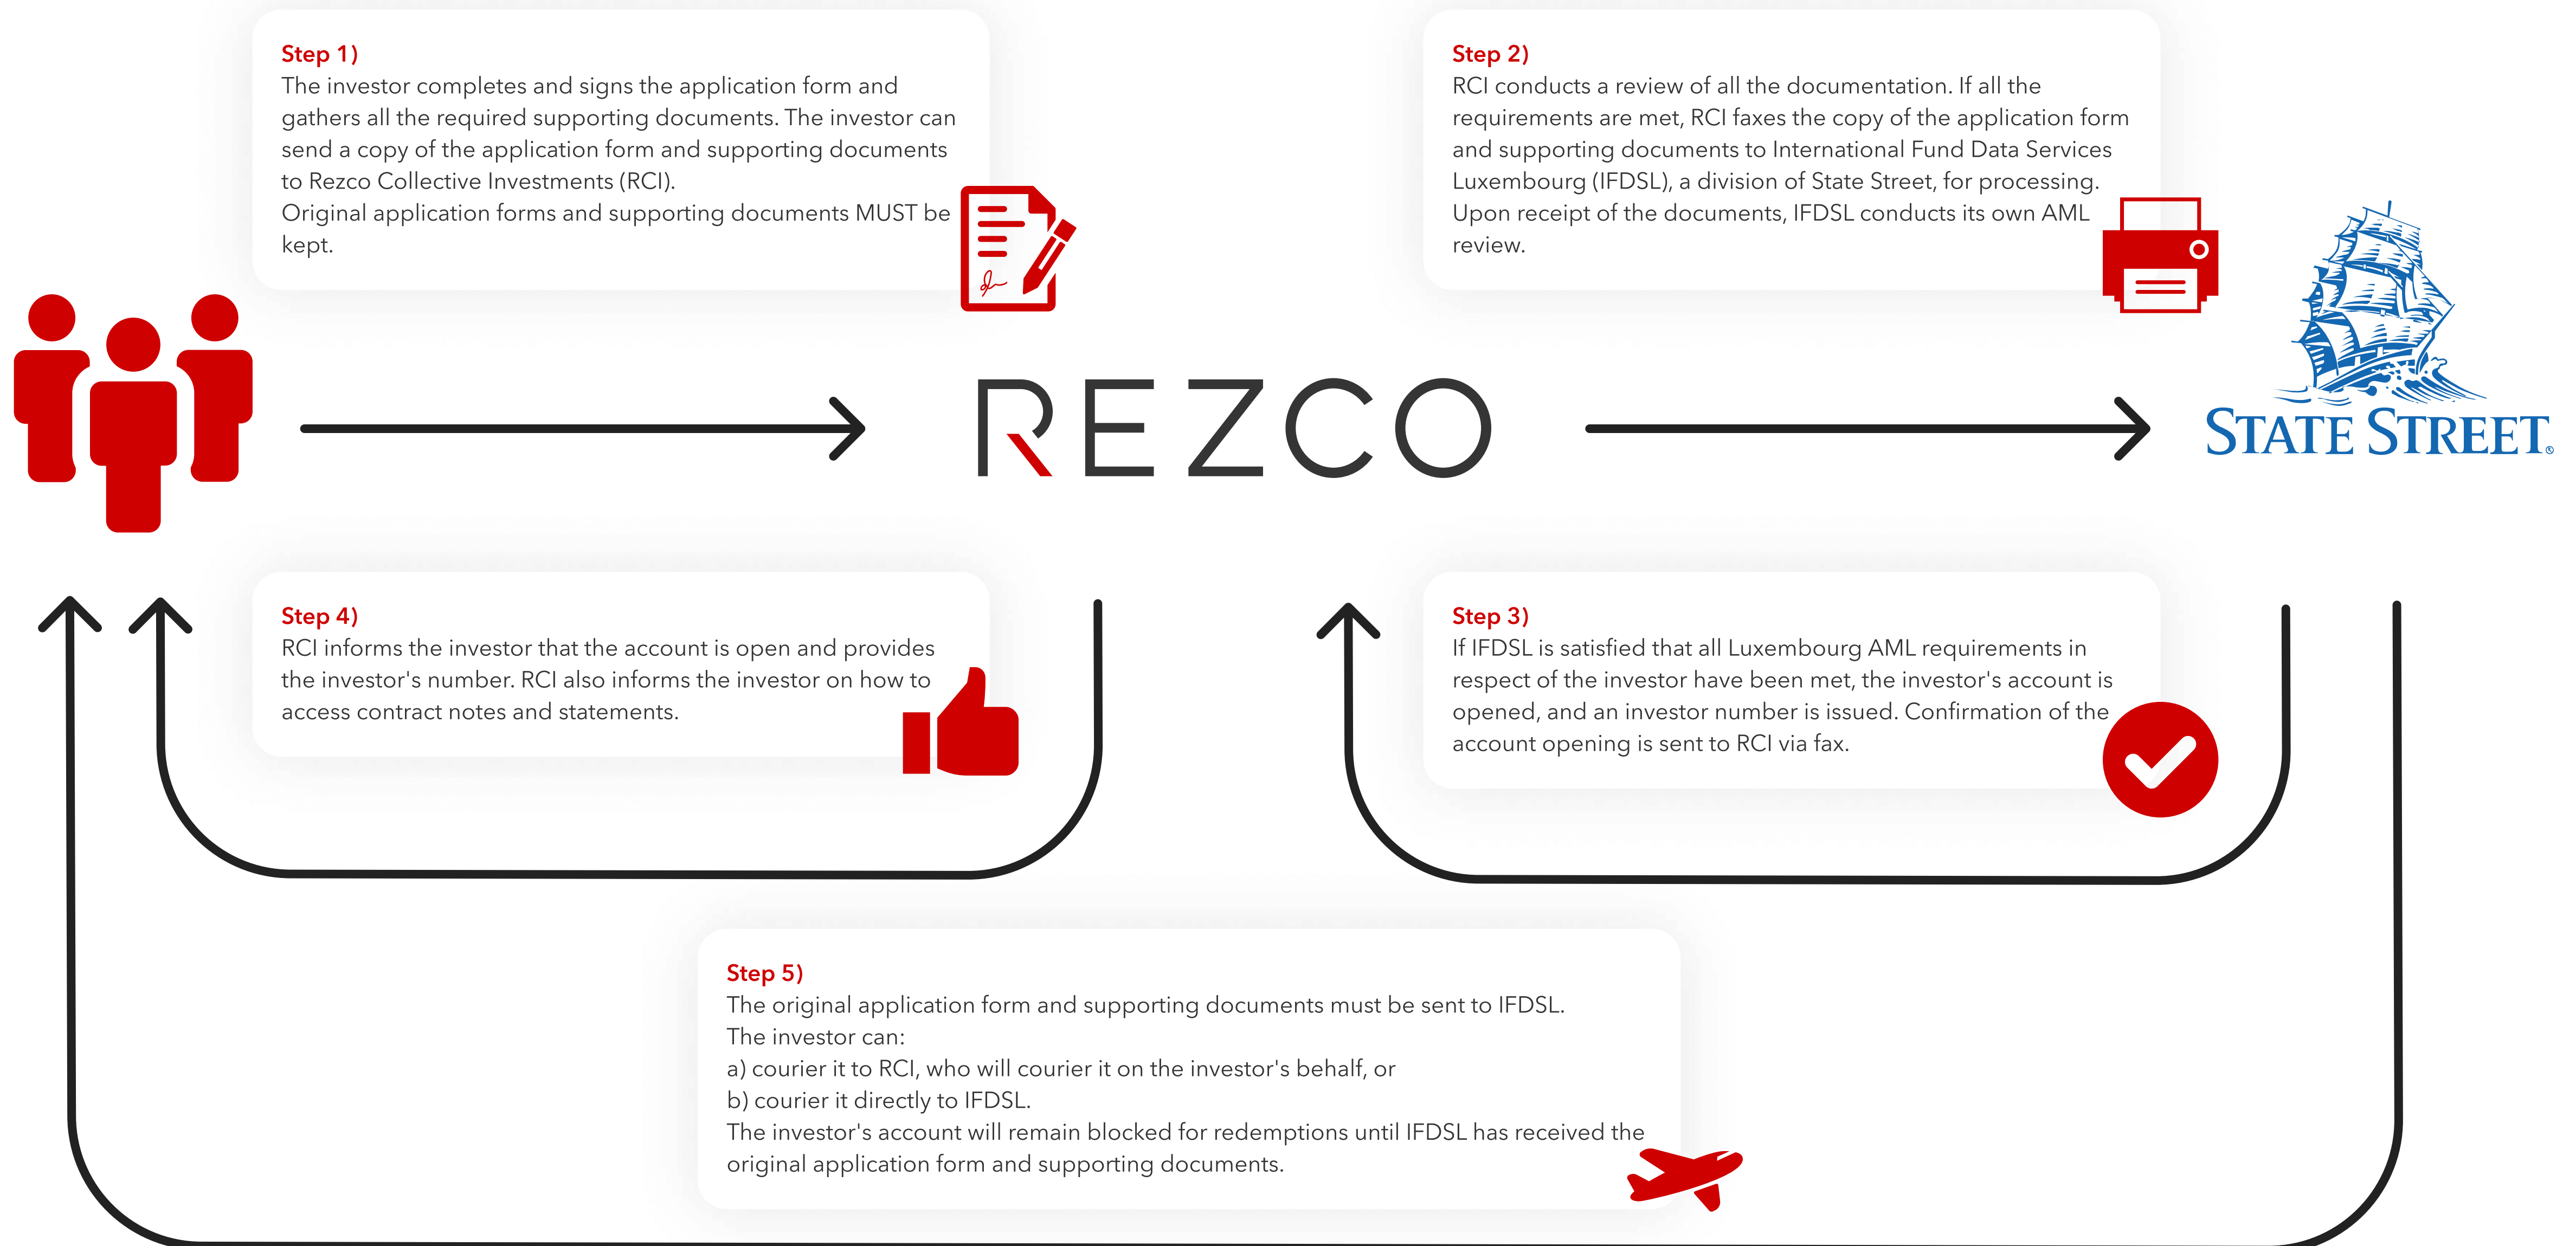 Step 1)
The investor completes and signs the application form and
gathers all the required supporting documents. The investor can
send a copy of the application form and supporting documents
to Rezco Collective Investments (RCI).
Original application forms and supporting documents MUST be
kept.
Step 2)
RCI conducts a review of all the documentation. If all the
requirements are met, RCI faxes the copy of the application form
and supporting documents to International Fund Data Services
Luxembourg (IFDSL), a division of State Street, for processing.
Upon receipt of the documents, IFDSL conducts its own AML
review.
REZCO
STATE STREET®
Step 4)
RCI informs the investor that the account is open and provides
the investor's number. RCI also informs the investor on how to
access contract notes and statements.
Step 3)
If IFDSL is satisfied that all Luxembourg AML requirements in
respect of the investor have been met, the investor's account is
opened, and an investor number is issued. Confirmation of the
account opening is sent to RCI via fax.
Step 5)
The original application form and supporting documents must be sent to IFDSL.
The investor can:
a) courier it to RCI, who will courier it on the investor's behalf, or
b) courier it directly to IFDSL.
The investor's account will remain blocked for redemptions until IFDSL has received the
original application form and supporting documents.